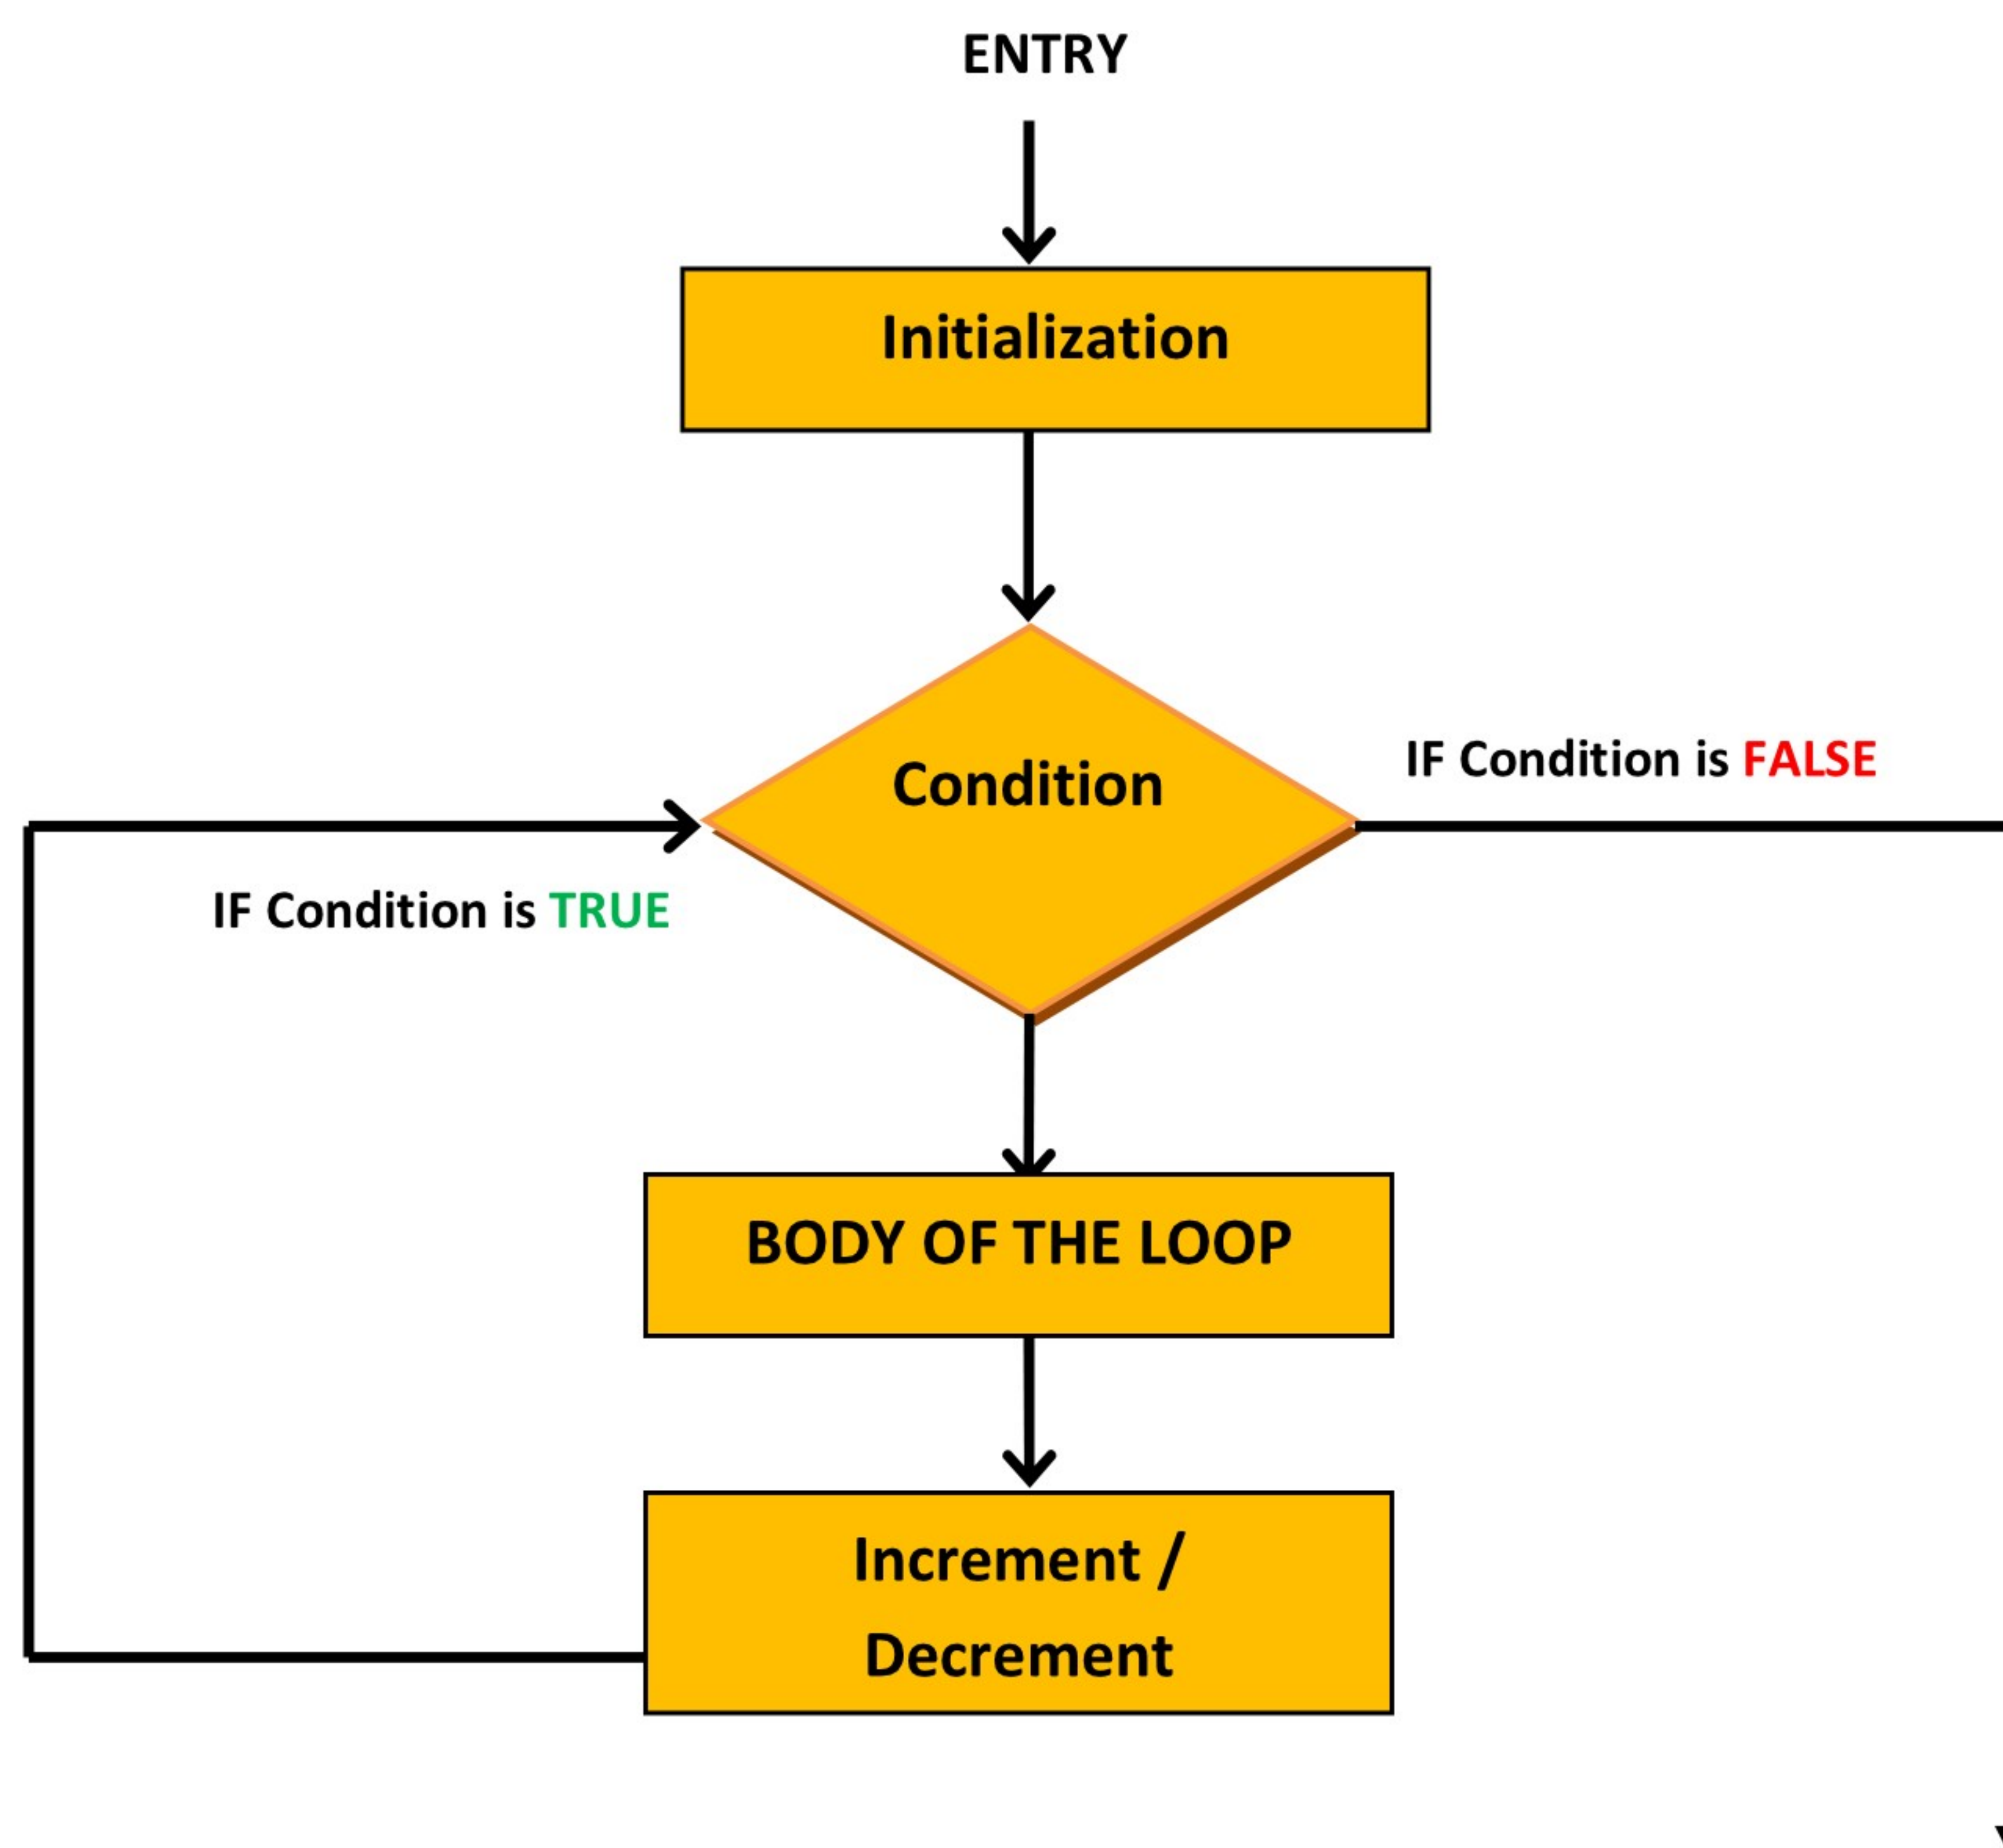 ENTRY
Initialization
Condition
IF Condition is FALSE
IF Condition is TRUE
BODY OF THE LOOP
Increment /
Decrement